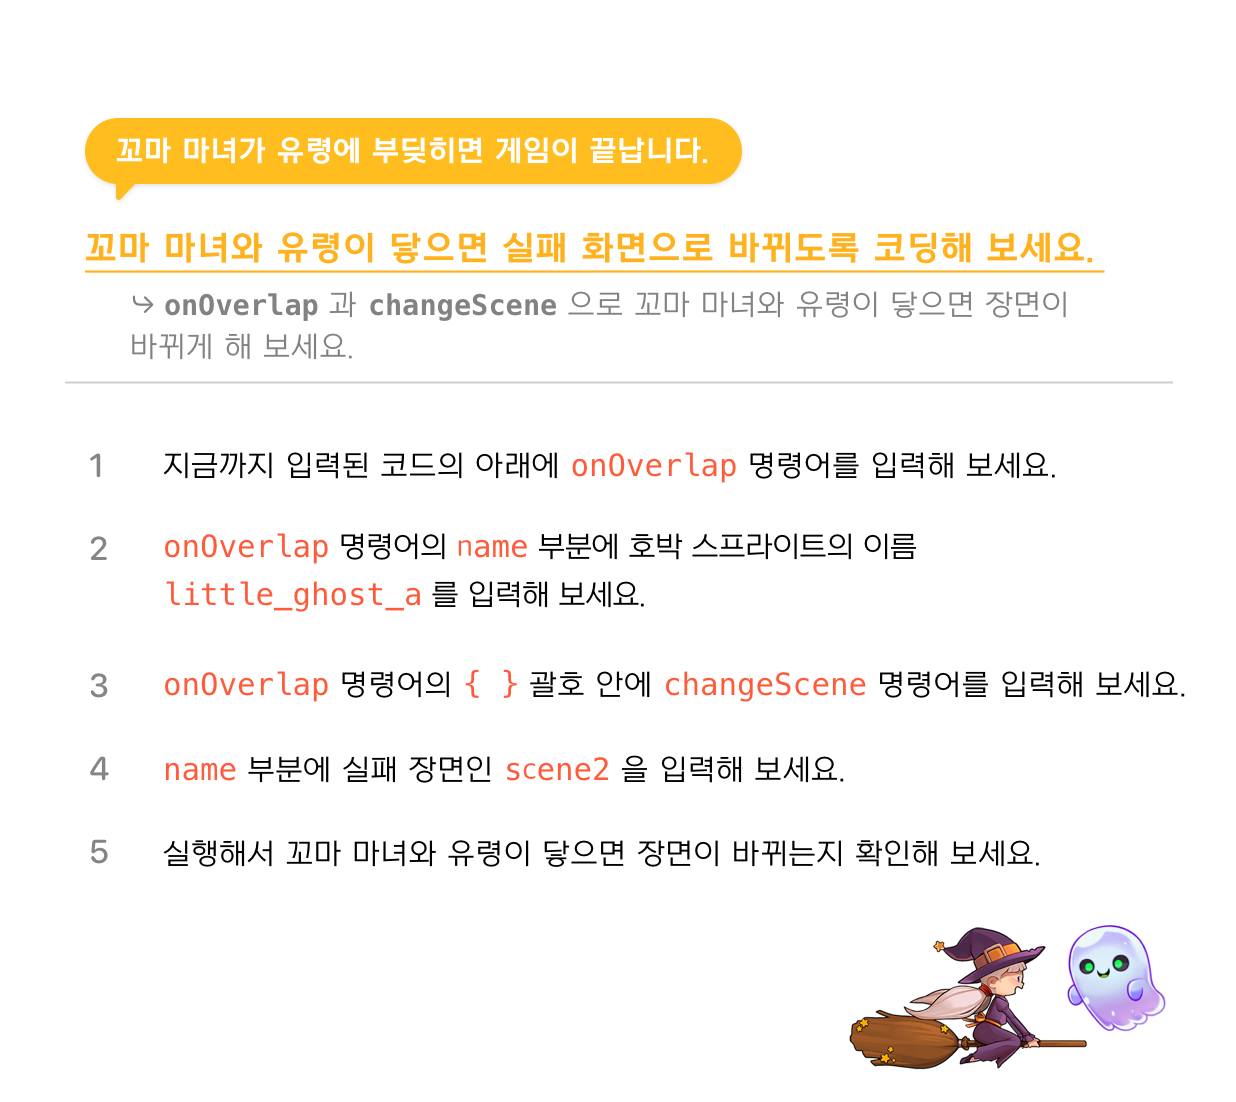 꼬마 마녀가 유령에 부딪히면 게임이 끝납니다.
꼬마 마녀와 유령이 닿으면 실패 화면으로 바뀌도록 코딩해 보세요.
↪ onOverlap 과 changeScene 으로 꼬마 마녀와 유령이 닿으면 장면이
바뀌게 해 보세요.
1 지금까지 입력된 코드의 아래에 onOverlap 명령어를 입력해 보세요.
2 onOverlap 명령어의 name 부분에 호박 스프라이트의 이름
little_ghost_a 를 입력해 보세요.
3 onOverlap 명령어의 { } 괄호 안에 changeScene 명령어를 입력해 보세요.
4 name 부분에 실패 장면인 scene2 을 입력해 보세요.
5 실행해서 꼬마 마녀와 유령이 닿으면 장면이 바뀌는지 확인해 보세요.